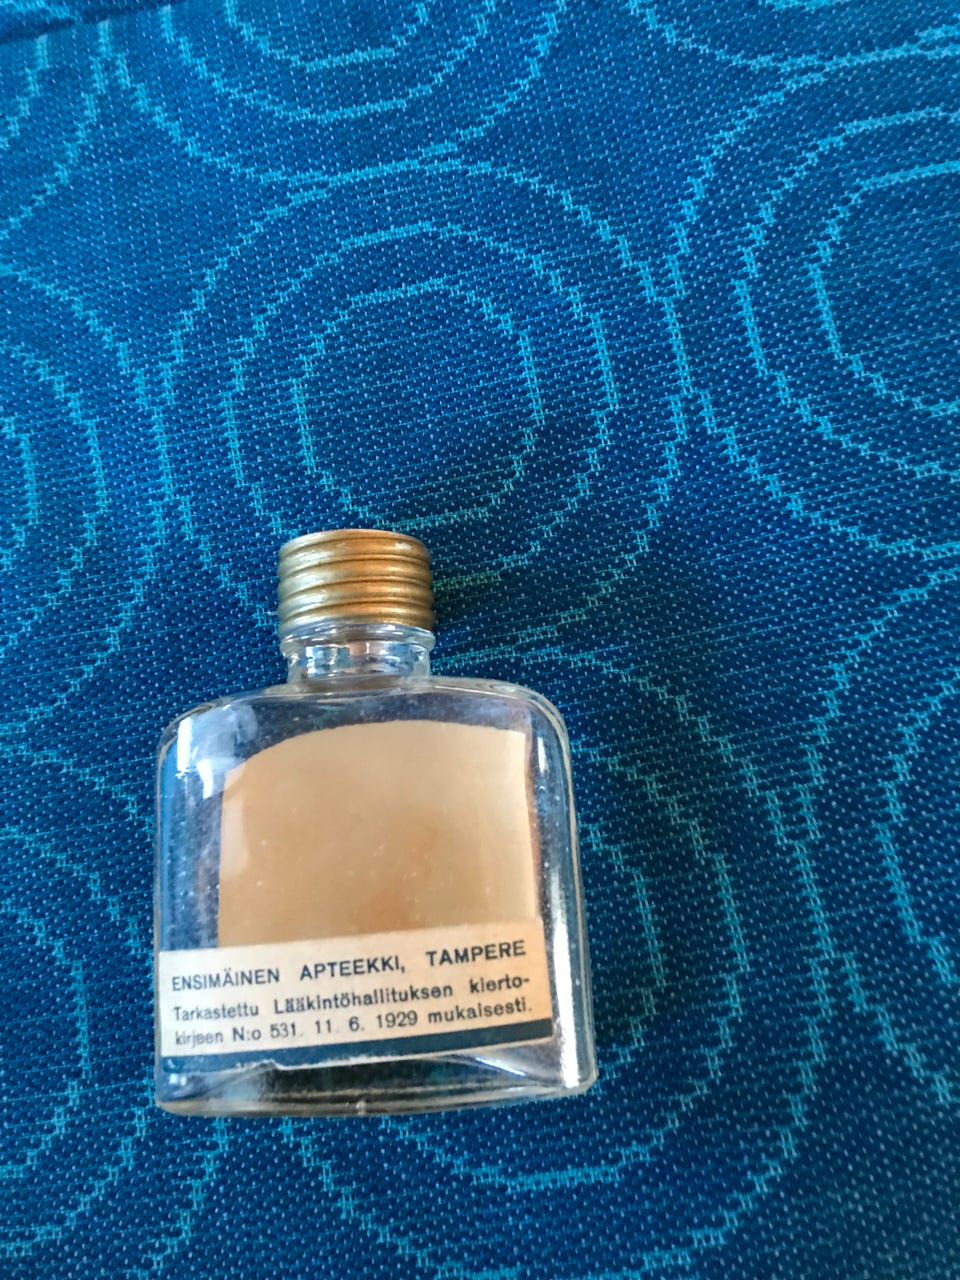 ENSIMÄINEN APTEEKKI, TAMPERE
Tarkastettu Lääkintöhallituksen kierto-
kirjeen N:o 531. 11. 6. 1929 mukaisesti.